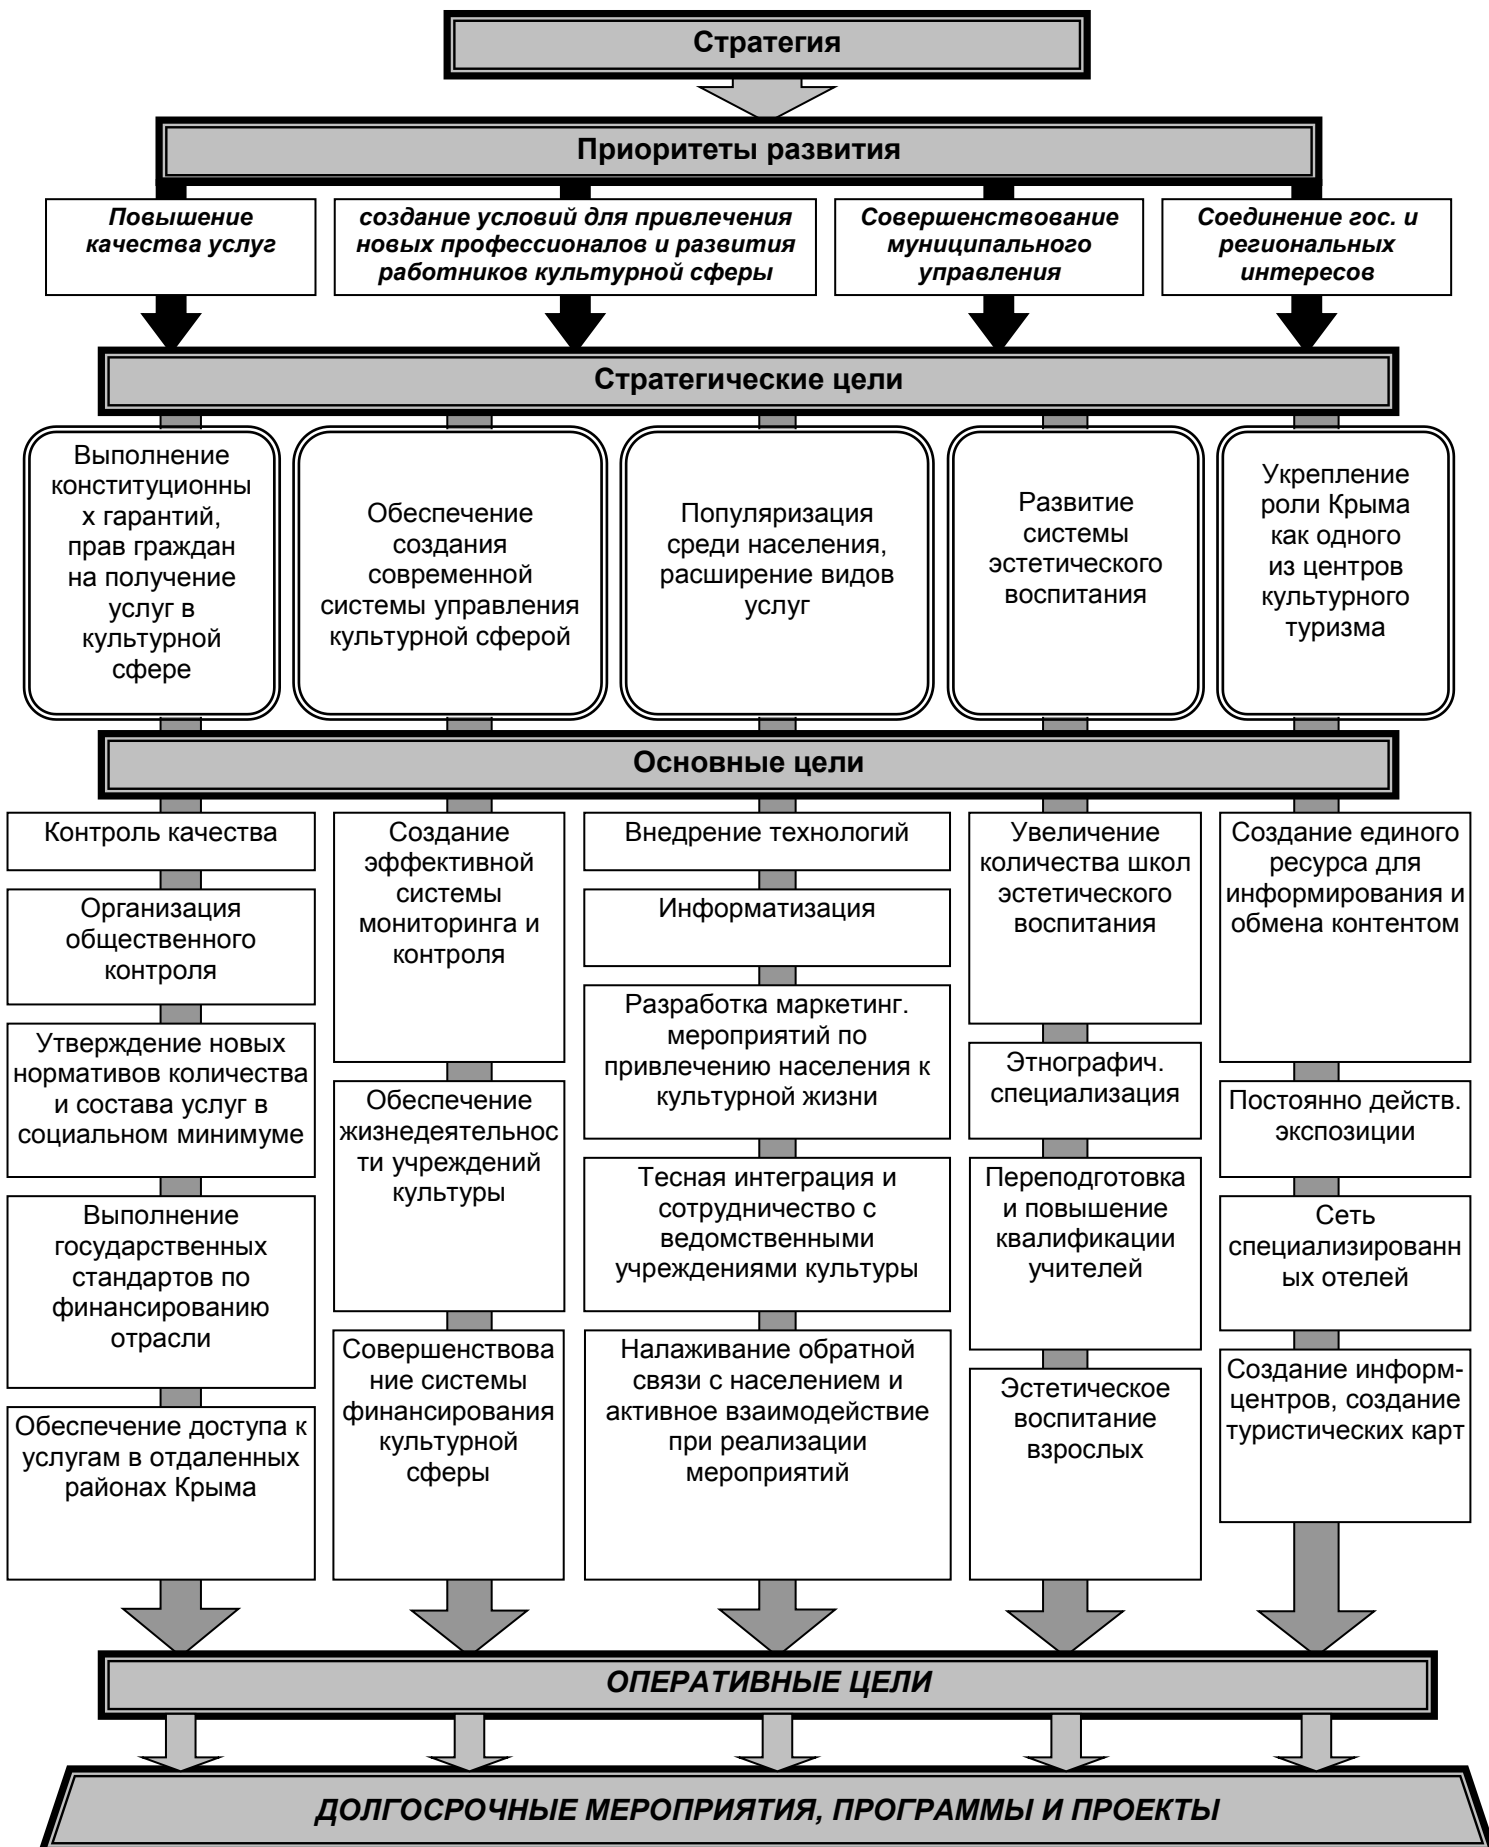 Стратегия
Приоритеты развития
Повышение
качества услуг
создание условий для привлечения
новых профессионалов и развития
работников культурной сферы
Совершенствование
муниципального
управления
Соединение гос. и
региональных
интересов
Стратегические цели
Выполнение
конституционны
х гарантий,
прав граждан
на получение
услуг в
культурной
сфере
Обеспечение
создания
современной
системы управления
культурной сферой
Популяризация
среди населения,
расширение видов
услуг
Развитие
системы
эстетического
воспитания
Укрепление
роли Крыма
как одного
из центров
культурного
туризма
Основные цели
Контроль качества
Организация
общественного
контроля
Утверждение новых
нормативов количества
и состава услуг в
социальном минимуме
Выполнение
государственных
стандартов по
финансированию
отрасли
Обеспечение доступа к
услугам в отдаленных
районах Крыма
Создание
эффективной
системы
мониторинга и
контроля
Обеспечение
жизнедеятельнос
ти учреждений
культуры
Совершенствова
ние системы
финансирования
культурной
сферы
Внедрение технологий
Информатизация
Разработка маркетинг.
мероприятий по
привлечению населения к
культурной жизни
Тесная интеграция и
сотрудничество с
ведомственными
учреждениями культуры
Налаживание обратной
связи с населением и
активное взаимодействие
при реализации
мероприятий
Увеличение
количества школ
эстетического
воспитания
Этнографич.
специализация
Переподготовка
и повышение
квалификации
учителей
Эстетическое
воспитание
взрослых
Создание единого
ресурса для
информирования и
обмена контентом
Постоянно действ.
экспозиции
Сеть
специализированн
ых отелей
Создание информ-
центров, создание
туристических карт
ОПЕРАТИВНЫЕ ЦЕЛИ
ДОЛГОСРОЧНЫЕ МЕРОПРИЯТИЯ, ПРОГРАММЫ И ПРОЕКТЫ